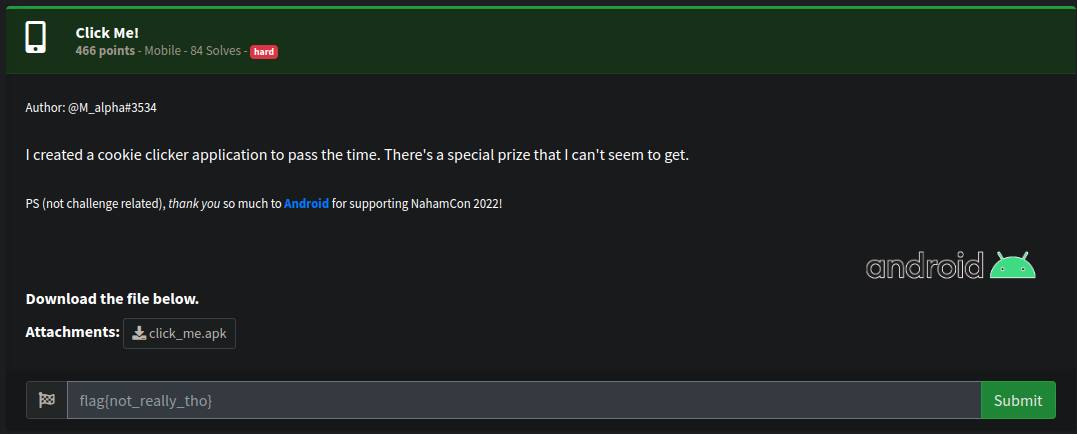 Click Me!
466 points - Mobile - 84 Solves - hard
Author: @M_alpha#3534
I created a cookie clicker application to pass the time. There's a special prize that I can't seem to get.
PS (not challenge related), thank you so much to Android for supporting NahamCon 2022!
android
Download the file below.
Attachments: click_me.apk
flag{not_really_tho} Submit